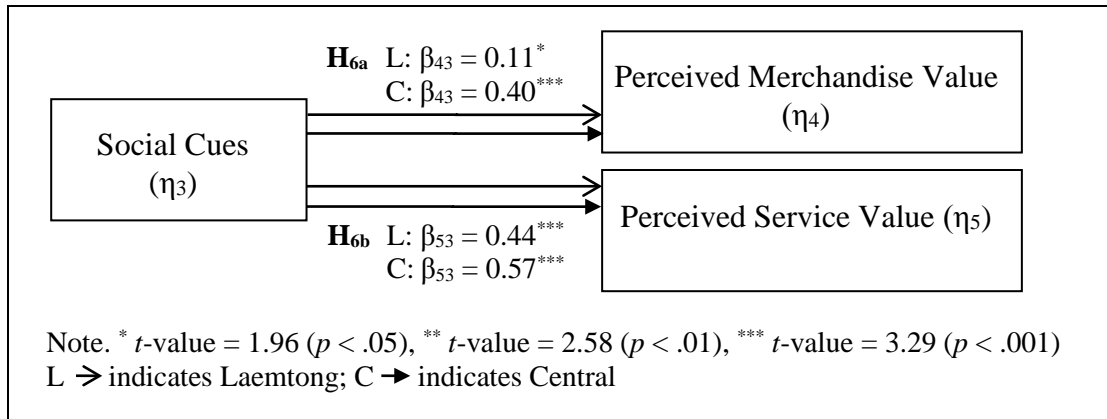 H6a L: β43 = 0.11*
C: β43 = 0.40***
Perceived Merchandise Value
(η4)
Social Cues
(η3)
Perceived Service Value (η5)
H6b L: β53 = 0.44***
C: β53 = 0.57***
Note. * t-value = 1.96 (p < .05), ** t-value = 2.58 (p < .01), *** t-value = 3.29 (p < .001)
L → indicates Laemtong; C → indicates Central